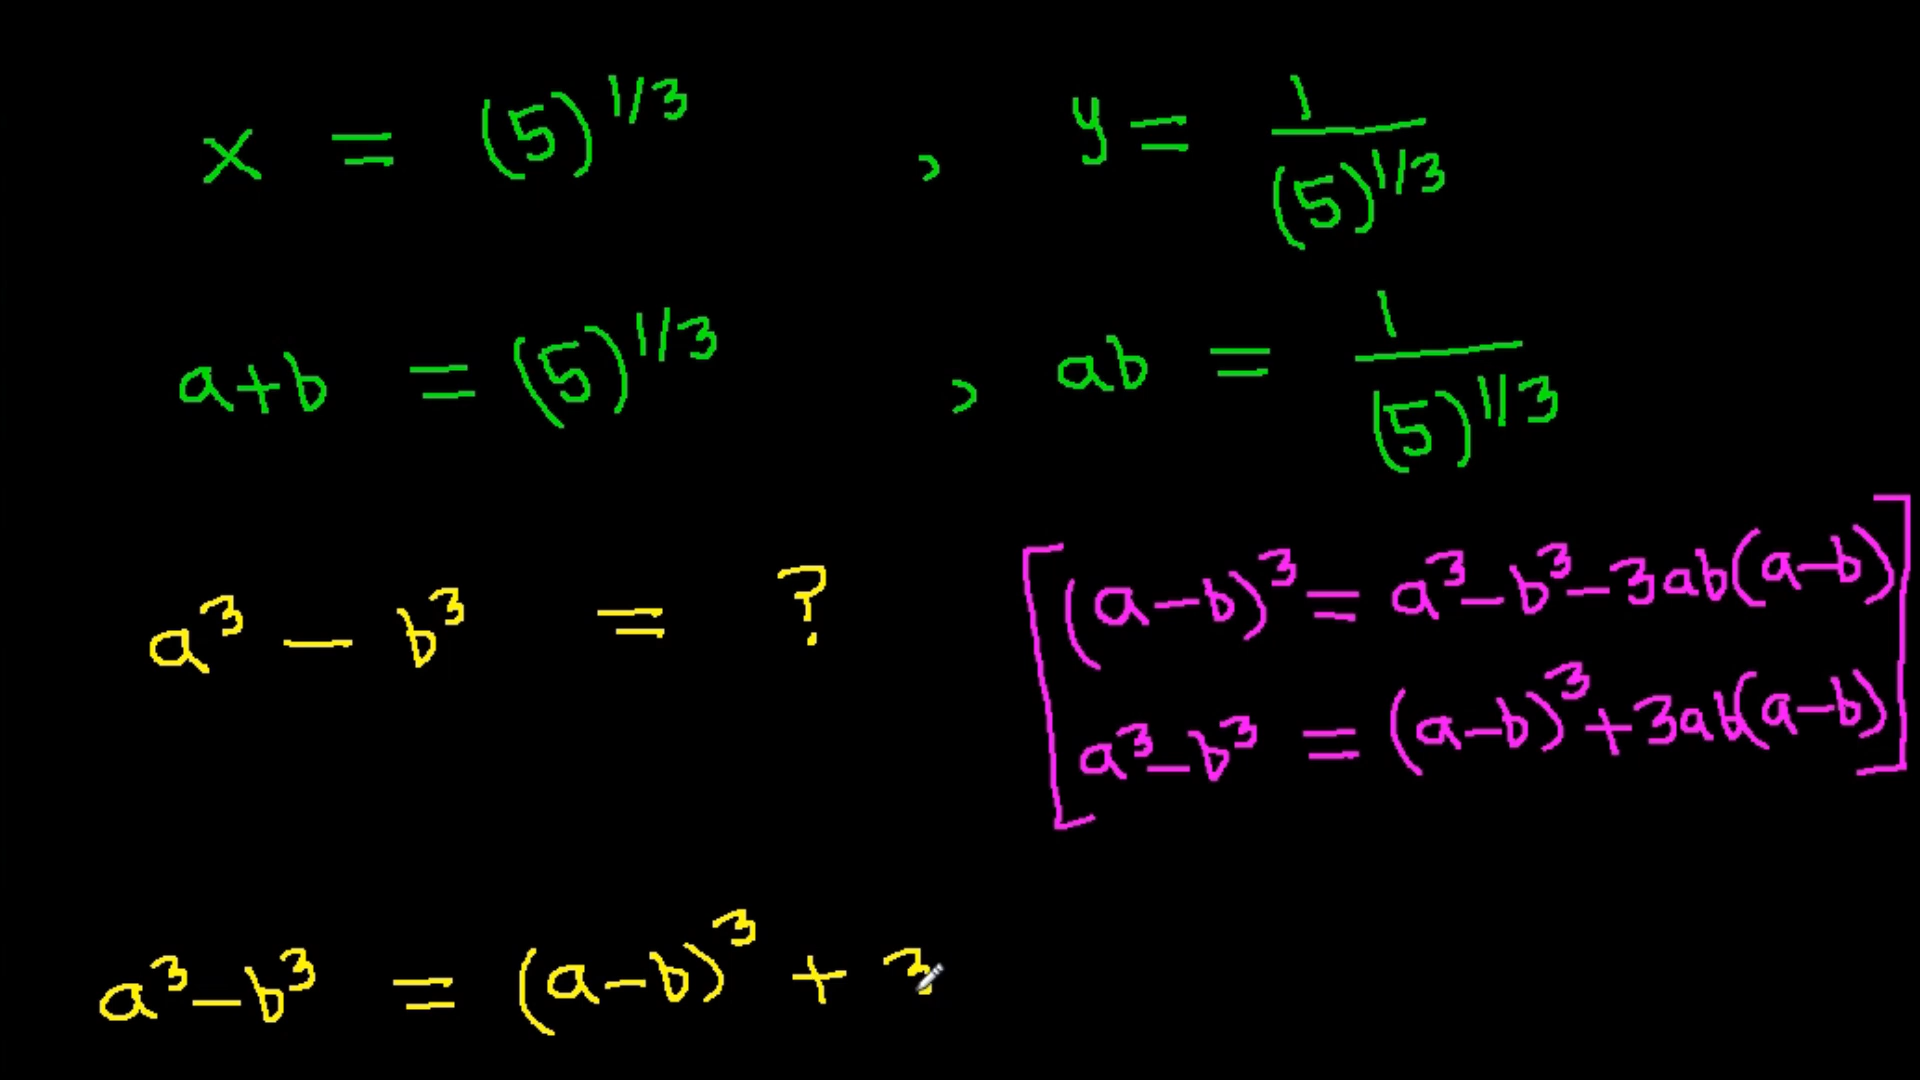 x = (5)^1/3 , y = 1/(5)^1/3
a+b = (5)^1/3 , ab = 1/(5)^1/3
a³ − b³ = ?
[(a−b)³ = a³−b³−3ab(a−b)
a³−b³ = (a−b)³+3ab(a−b)]
a³−b³ = (a−b)³ + 3